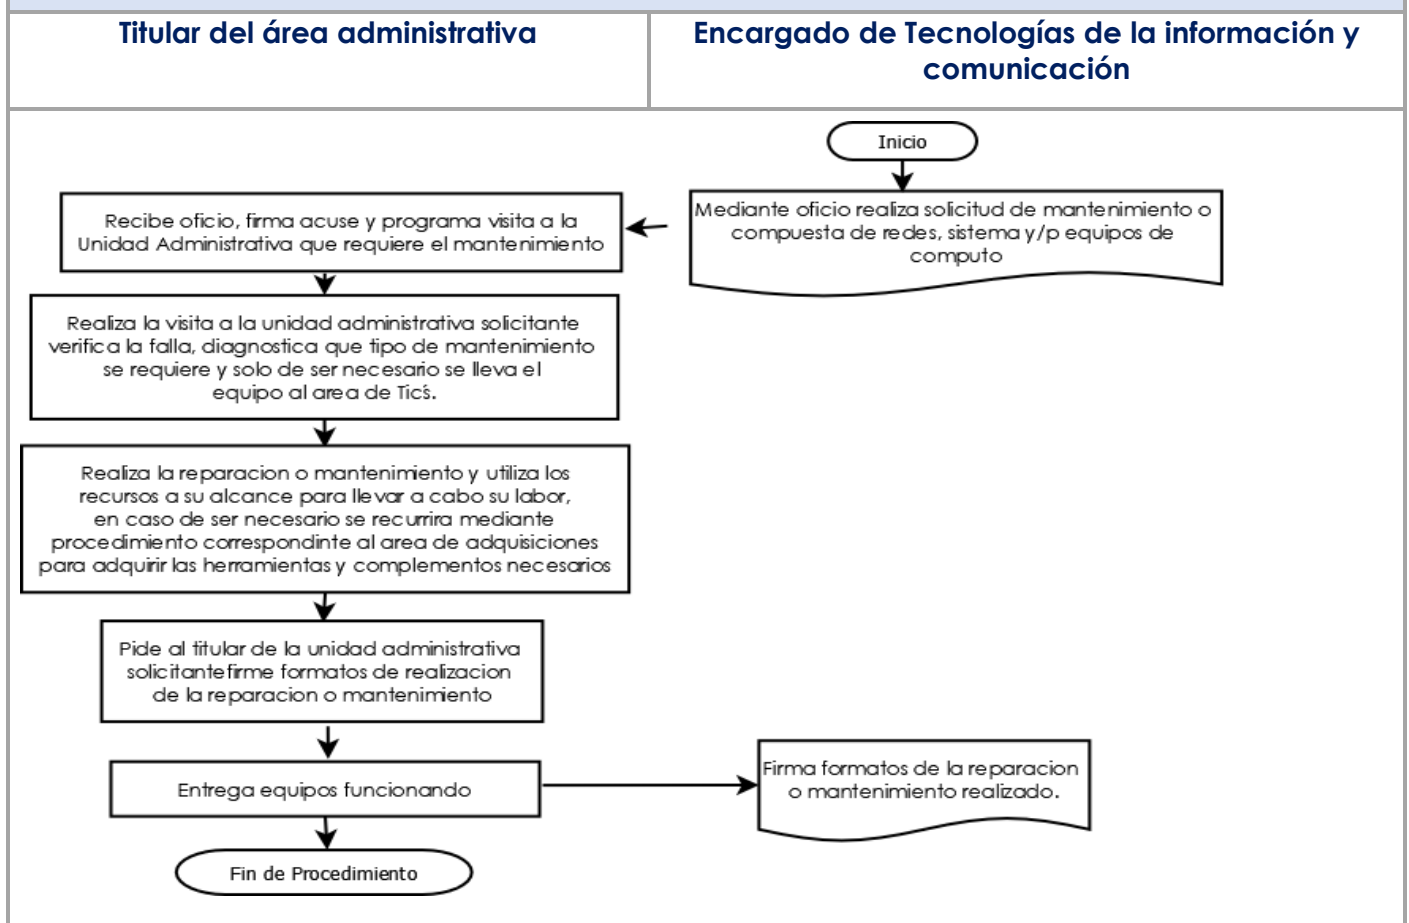 Titular del área administrativa
Encargado de Tecnologías de la información y
comunicación
Inicio
Mediante oficio realiza solicitud de mantenimiento o
compuesta de redes, sistema y/p equipos de
computo
Recibe oficio, firma acuse y programa visita a la
Unidad Administrativa que requiere el mantenimiento
Realiza la visita a la unidad administrativa solicitante
verifica la falla, diagnostica que tipo de mantenimiento
se requiere y solo de ser necesario se lleva el
equipo al area de Tic´s.
Realiza la reparacion o mantenimiento y utiliza los
recursos a su alcance para llevar a cabo su labor,
en caso de ser necesario se recurrira mediante
procedimiento correspondinte al area de adquisiciones
para adquirir las herramientas y complementos necesarios
Pide al titular de la unidad administrativa
solicitantefirme formatos de realizacion
de la reparacion o mantenimiento
Entrega equipos funcionando
Firma formatos de la reparacion
o mantenimiento realizado.
Fin de Procedimiento